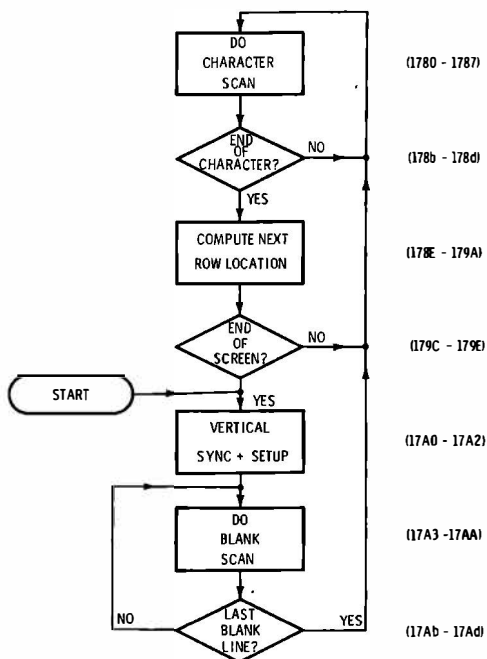 DO
CHARACTER
SCAN
(1780 - 1787)
END
OF
CHARACTER?
NO
(178b - 178d)
YES
COMPUTE NEXT
ROW LOCATION
(178E - 179A)
END
OF
SCREEN?
NO
(179C - 179E)
START
YES
VERTICAL
SYNC + SETUP
(17A0 - 17A2)
DO
BLANK
SCAN
(17A3 -17AA)
NO
LAST
BLANK
LINE?
YES
(17Ab - 17Ad)